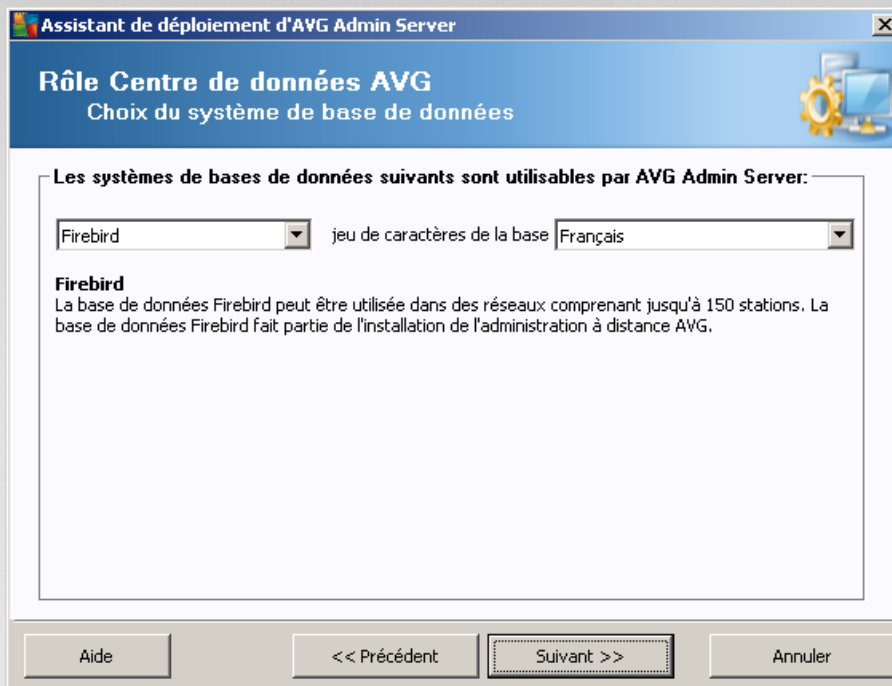 Assistant de déploiement d'AVG Admin Server
Rôle Centre de données AVG
Choix du système de base de données
Les systèmes de bases de données suivants sont utilisables par AVG Admin Server:
Firebird jeu de caractères de la base Français
Firebird
La base de données Firebird peut être utilisée dans des réseaux comprenant jusqu'à 150 stations. La
base de données Firebird fait partie de l'installation de l'administration à distance AVG.
Aide << Précédent Suivant >> Annuler